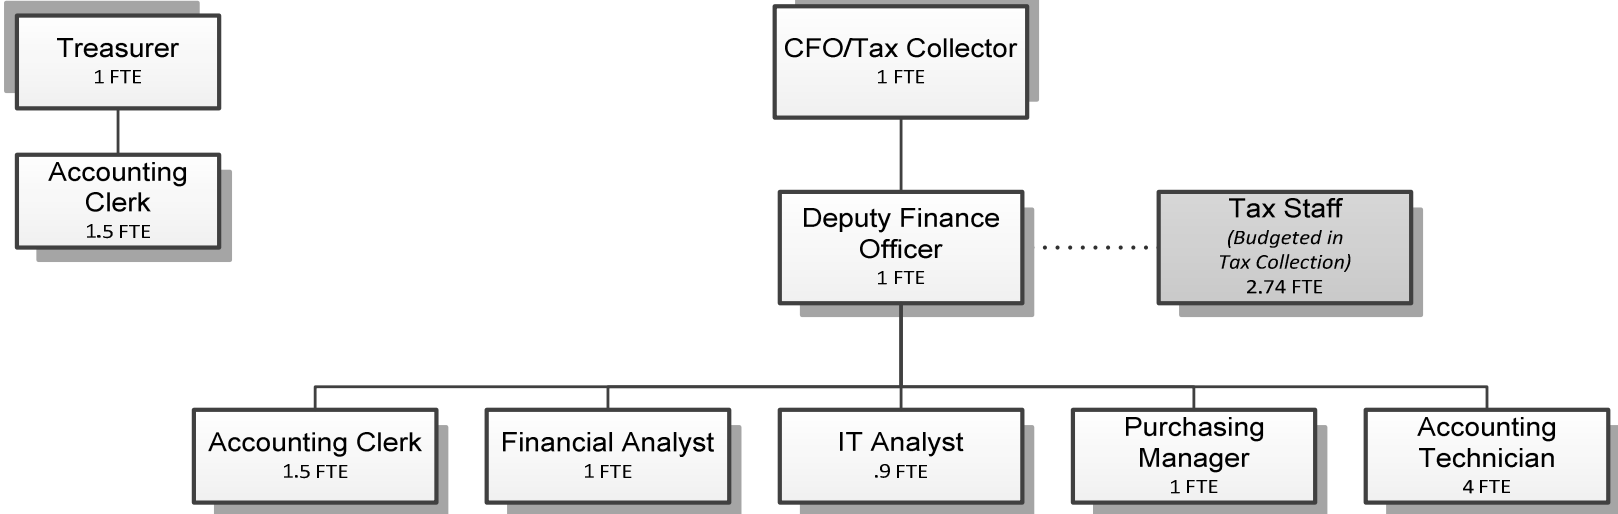 Treasurer
1 FTE
CFO/Tax Collector
1 FTE
Accounting
Clerk
1.5 FTE
Deputy Finance
Officer
1 FTE
Tax Staff
(Budgeted in
Tax Collection)
2.74 FTE
Accounting Clerk
1.5 FTE
Financial Analyst
1 FTE
IT Analyst
.9 FTE
Purchasing
Manager
1 FTE
Accounting
Technician
4 FTE